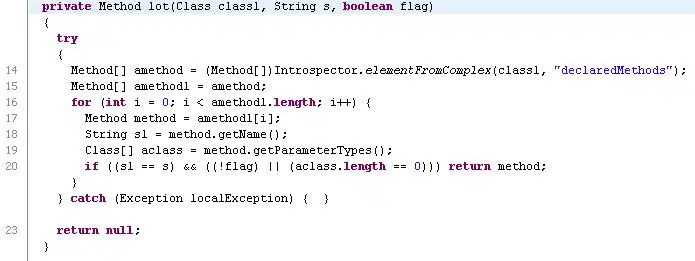 private Method lot(Class class1, String s, boolean flag)
{
try
{
14 Method[] amethod = (Method[])Introspector.elementFromComplex(class1, "declaredMethods");
15 Method[] amethod1 = amethod;
16 for (int i = 0; i < amethod1.length; i++) {
17 Method method = amethod1[i];
18 String s1 = method.getName();
19 Class[] aclass = method.getParameterTypes();
20 if ((s1 == s) && ((!flag) || (aclass.length == 0))) return method;
}
} catch (Exception localException) { }
23 return null;
}